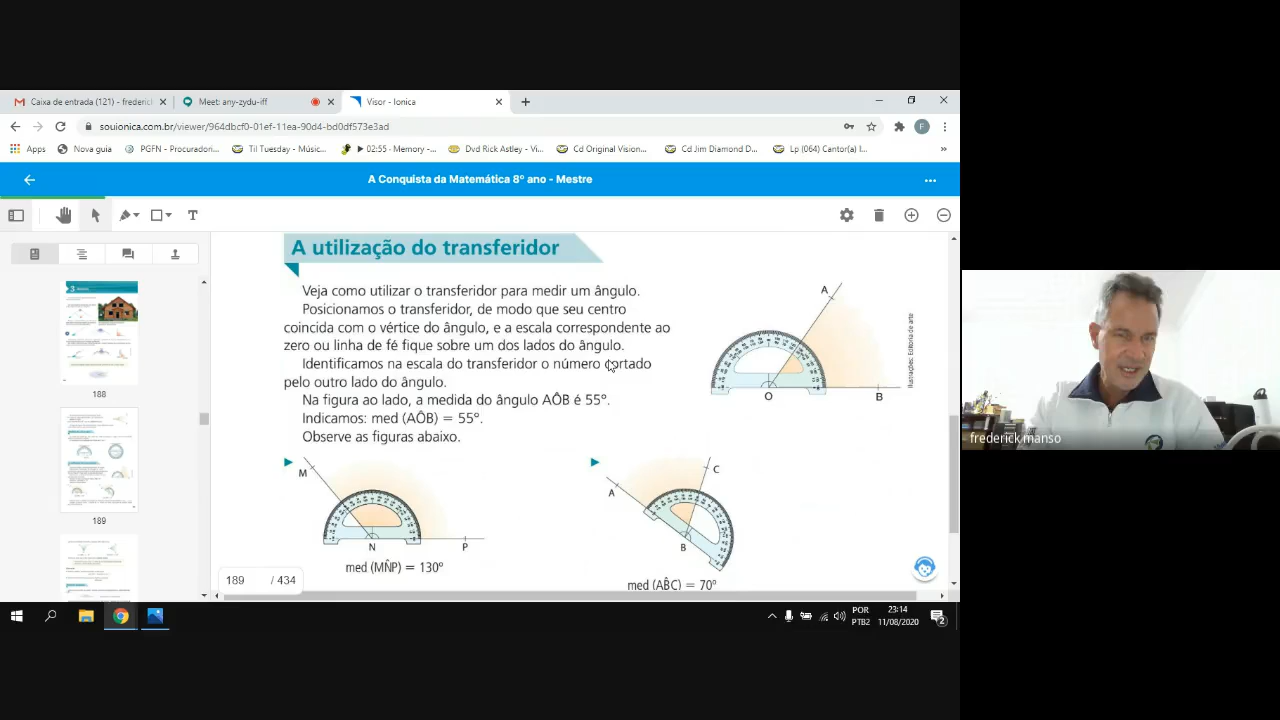 Caixa de entrada (121) - frederic
Meet: any-zydu-iff
Visor - Ionica
souionica.com.br/viewer/964dbcf0-01ef-11ea-90d4-bd0df573e3ad
Apps
Nova guia
PGFN - Procuradori...
Til Tuesday - Músic...
02:55 - Memory -...
Dvd Rick Astley - Vi...
Cd Original Vision...
Cd Jim Diamond D...
Lp (064) Cantor(a) I...
A Conquista da Matemática 8º ano - Mestre
T
A utilização do transferidor
Veja como utilizar o transferidor para medir um ângulo.
Posicionamos o transferidor, de modo que seu centro
coincida com o vértice do ângulo, e a escala correspondente ao
zero ou linha de fé fique sobre um dos lados do ângulo.
Identificamos na escala do transferidor o número cortado
pelo outro lado do ângulo.
Na figura ao lado, a medida do ângulo AÔB é 55º.
Indicamos: med (AÔB) = 55º.
Observe as figuras abaixo.
A
O
B
Ilustrações: Editoria de arte
M
N
P
med (MN̂P) = 130º
A
C
B
med (AB̂C) = 70º
188
189
189 / 434
frederick manso
F
POR
PTB2
23:14
11/08/2020
2